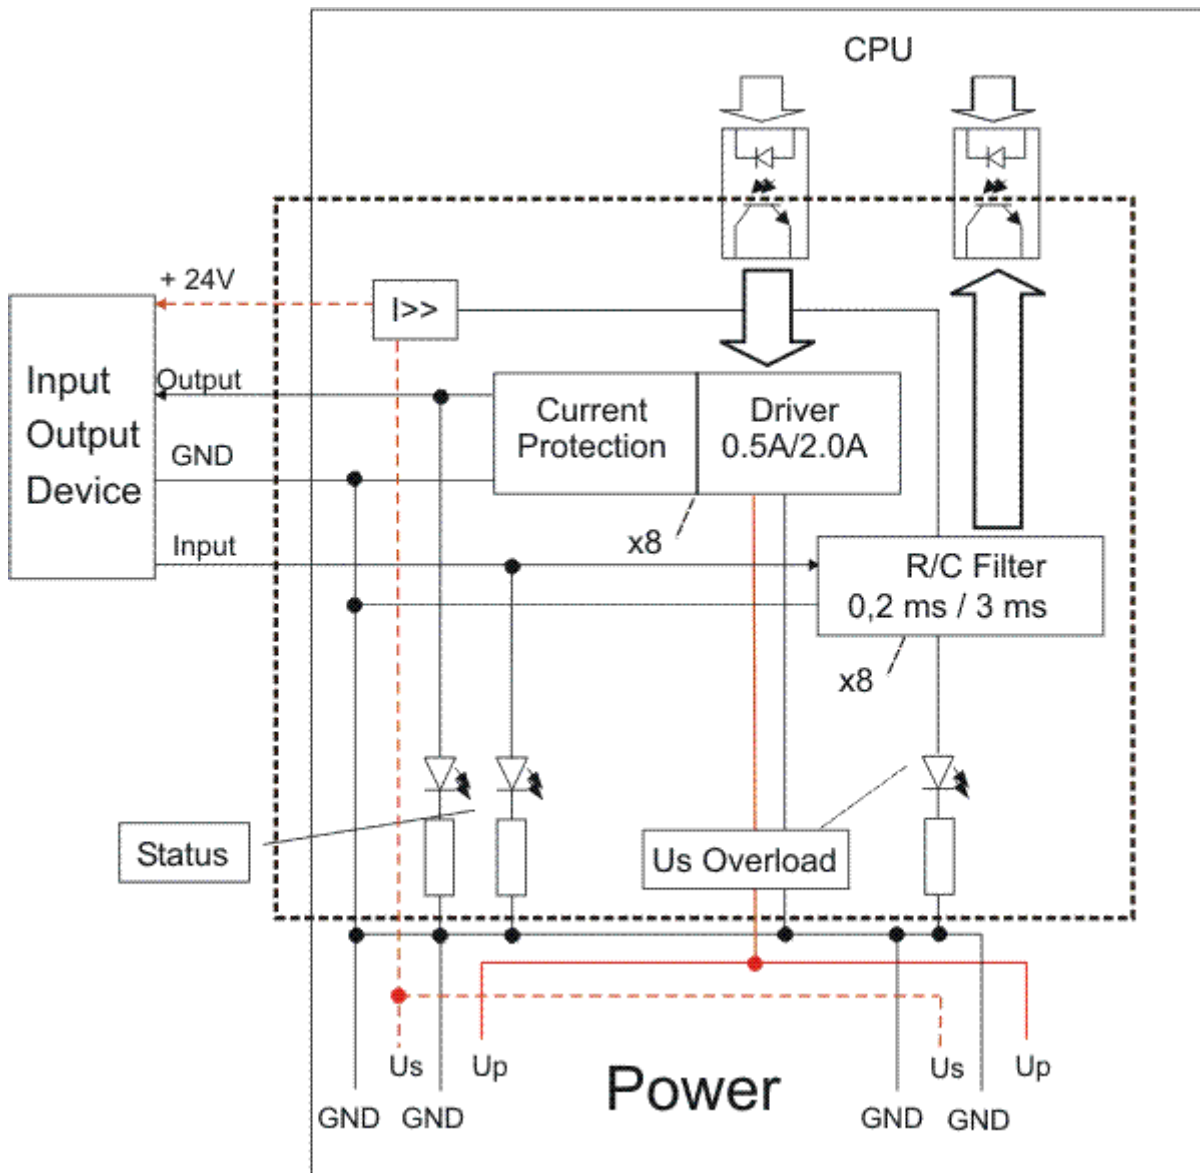 CPU
+ 24V
I>>
Input
Output
Device
Output
GND
Input
Current
Protection
Driver
0.5A/2.0A
x8
R/C Filter
0,2 ms / 3 ms
x8
Status
Us Overload
Us
Up
Us
Up
Power
GND
GND
GND
GND